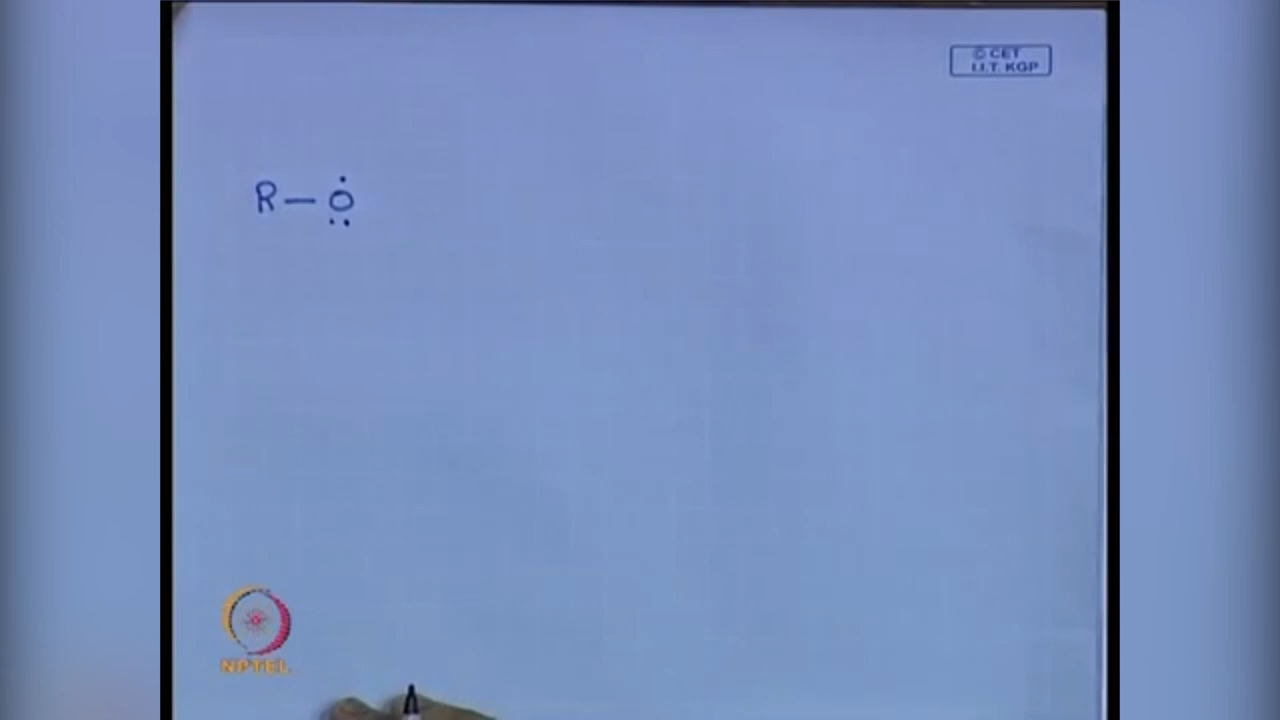 © CET
I.I.T. KGP
R — Ȯ̤
NPTEL